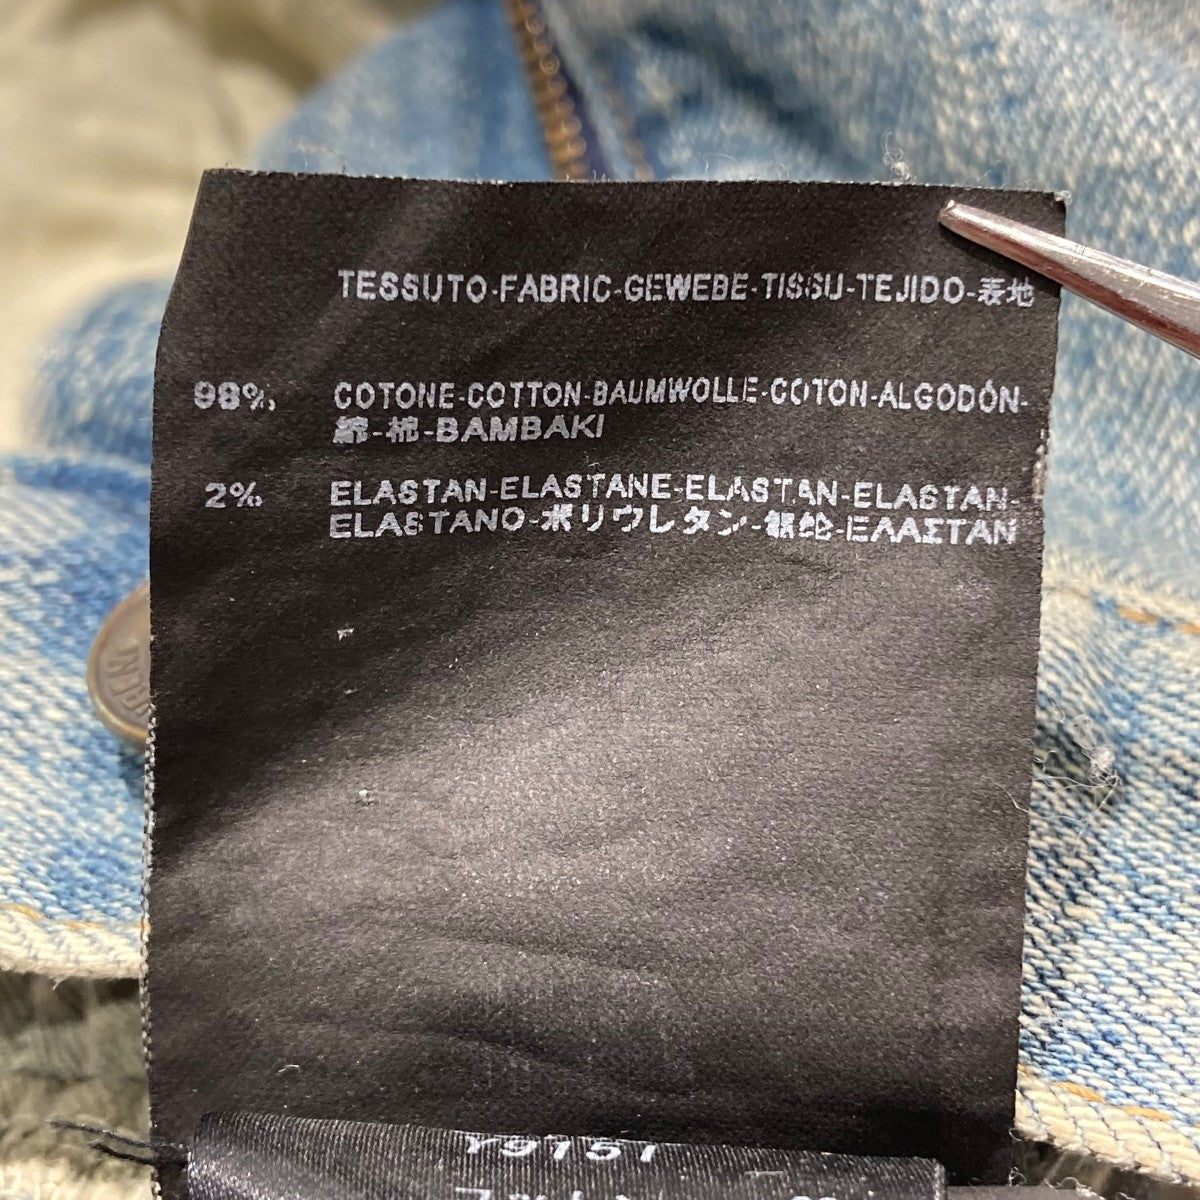 TESSUTO-FABRIC-GEWEBE-TISSU-TEJIDO-表地
98% COTONE-COTTON-BAUMWOLLE-COTON-ALGODÓN-
綿-棉-BAMBAKI
2% ELASTAN-ELASTANE-ELASTAN-ELASTAN-
ELASTANO-ポリウレタン-氨纶-ΕΛΑΣΤΑΝ
Y9151